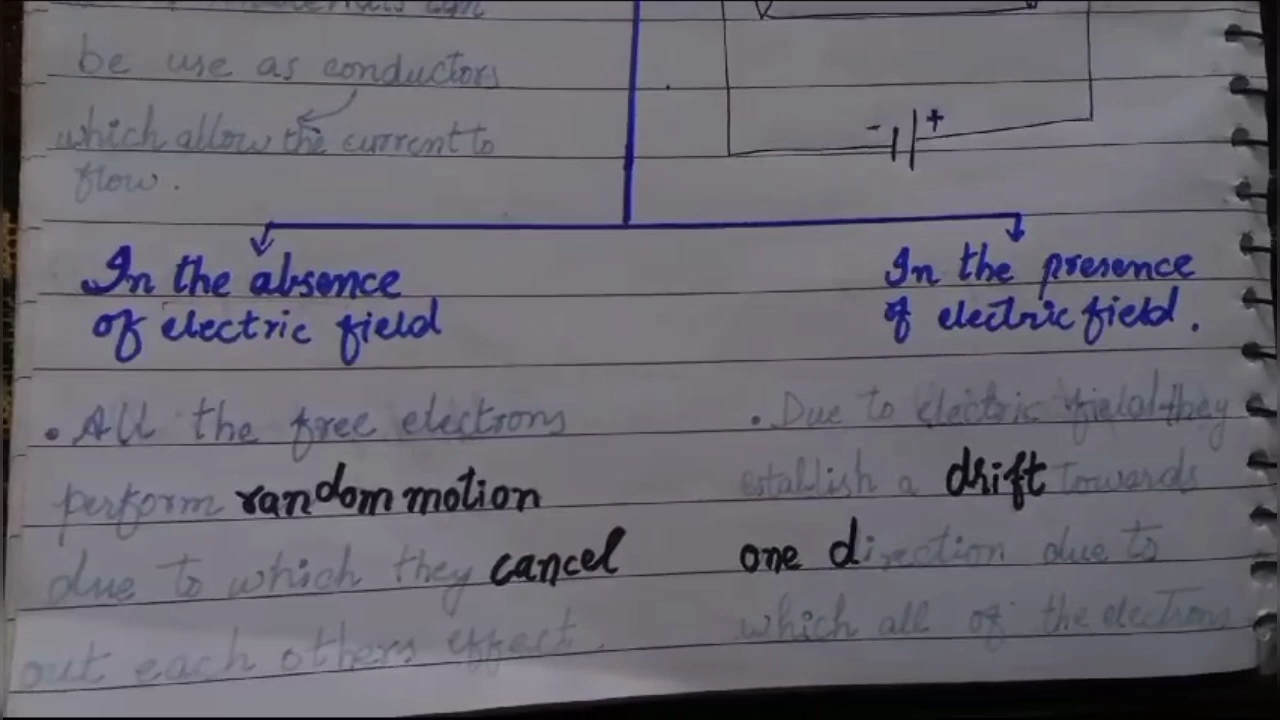 be use as conductors
which allow the current to
flow.
- +
In the absence
of electric field
• All the free electrons
perform random motion
due to which they cancel
out each others effect.
In the presence
of electric field.
• Due to electric field they
establish a drift towards
one direction due to
which all of the electrons